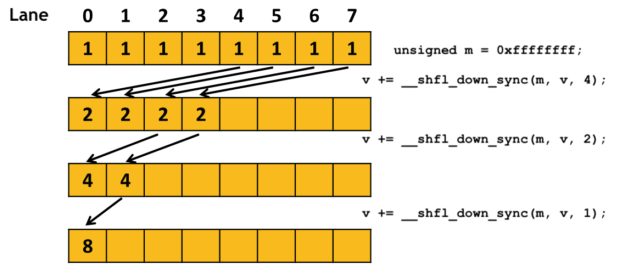 Lane 0 1 2 3 4 5 6 7
1 1 1 1 1 1 1 1 unsigned m = 0xffffffff;
v += __shfl_down_sync(m, v, 4);
2 2 2 2
v += __shfl_down_sync(m, v, 2);
4 4
v += __shfl_down_sync(m, v, 1);
8